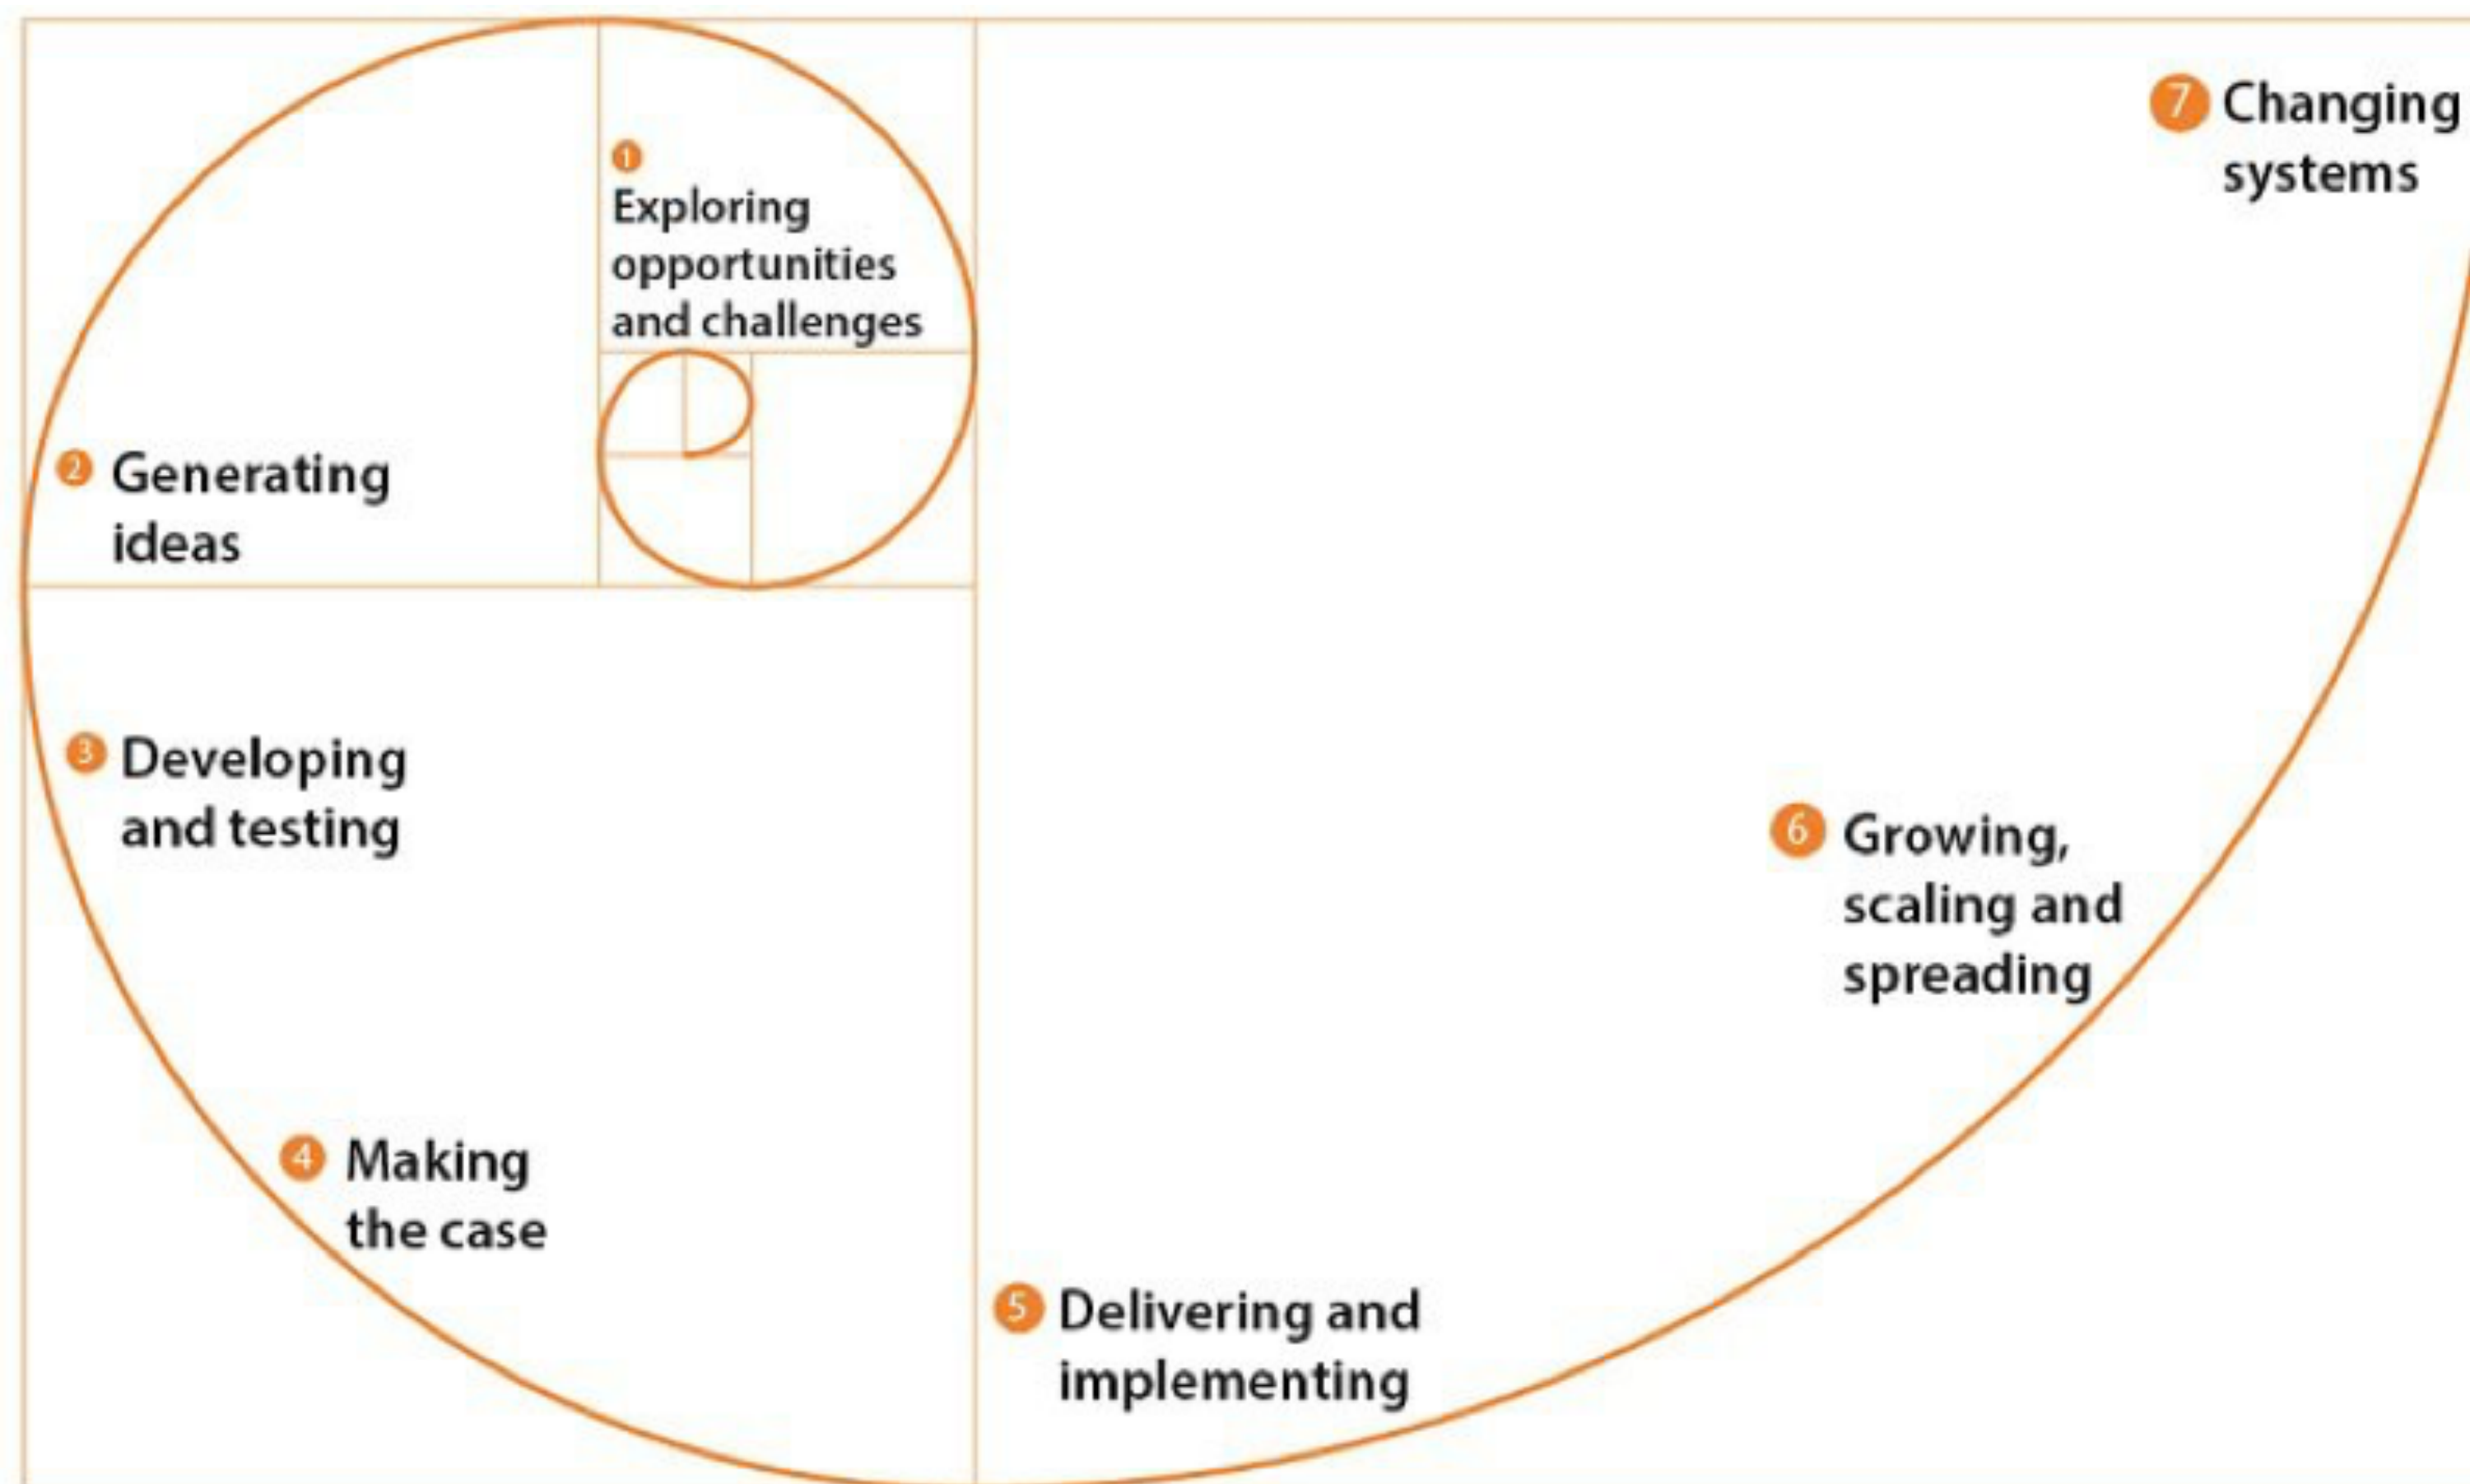 1
Exploring
opportunities
and challenges
2 Generating
ideas
3 Developing
and testing
4 Making
the case
5 Delivering and
implementing
6 Growing,
scaling and
spreading
7 Changing
systems